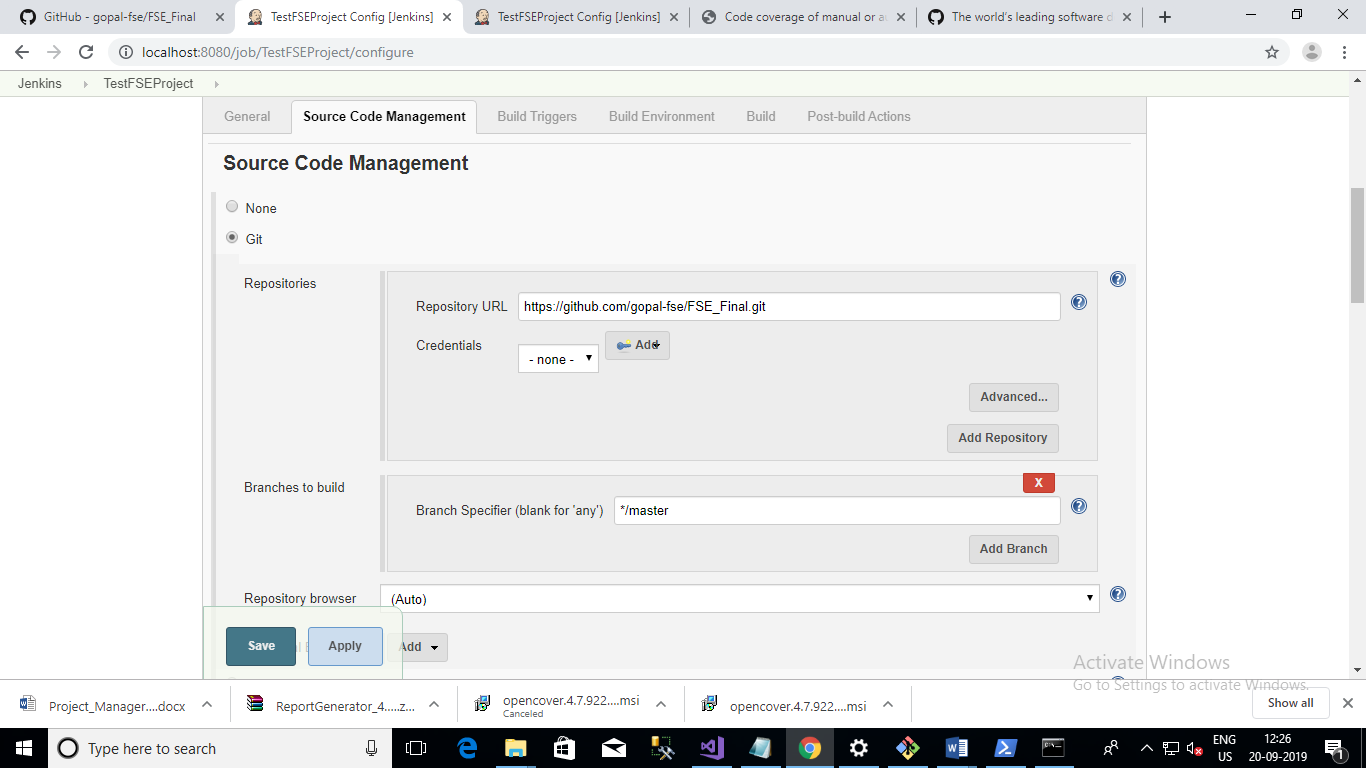 GitHub - gopal-fse/FSE_Final
TestFSEProject Config [Jenkins]
TestFSEProject Config [Jenkins]
Code coverage of manual or a
The world's leading software d
localhost:8080/job/TestFSEProject/configure
Jenkins
TestFSEProject
General
Source Code Management
Build Triggers
Build Environment
Build
Post-build Actions
Source Code Management
None
Git
Repositories
Repository URL
https://github.com/gopal-fse/FSE_Final.git
Credentials
- none -
Add
Advanced...
Add Repository
Branches to build
X
Branch Specifier (blank for 'any')
*/master
Add Branch
Repository browser
(Auto)
Save
Apply
Add
Activate Windows
Go to Settings to activate Windows.
Project_Manager....docx
ReportGenerator_4.....z...
opencover.4.7.922....msi
Canceled
opencover.4.7.922....msi
Show all
Type here to search
ENG
US
12:26
20-09-2019
1